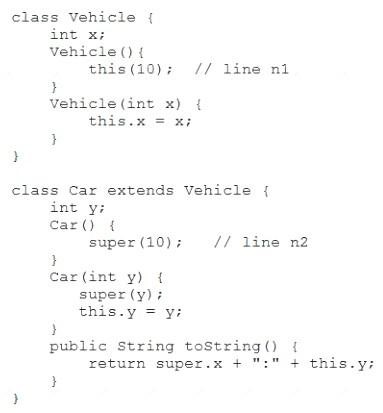 class Vehicle {
    int x;
    Vehicle(){
        this(10);  // line n1
    }
    Vehicle(int x) {
        this.x = x;
    }
}
class Car extends Vehicle {
    int y;
    Car() {
        super(10);   // line n2
    }
    Car(int y) {
       super(y);
       this.y = y;
    }
    public String toString() {
        return super.x + ":" + this.y;
    }
}